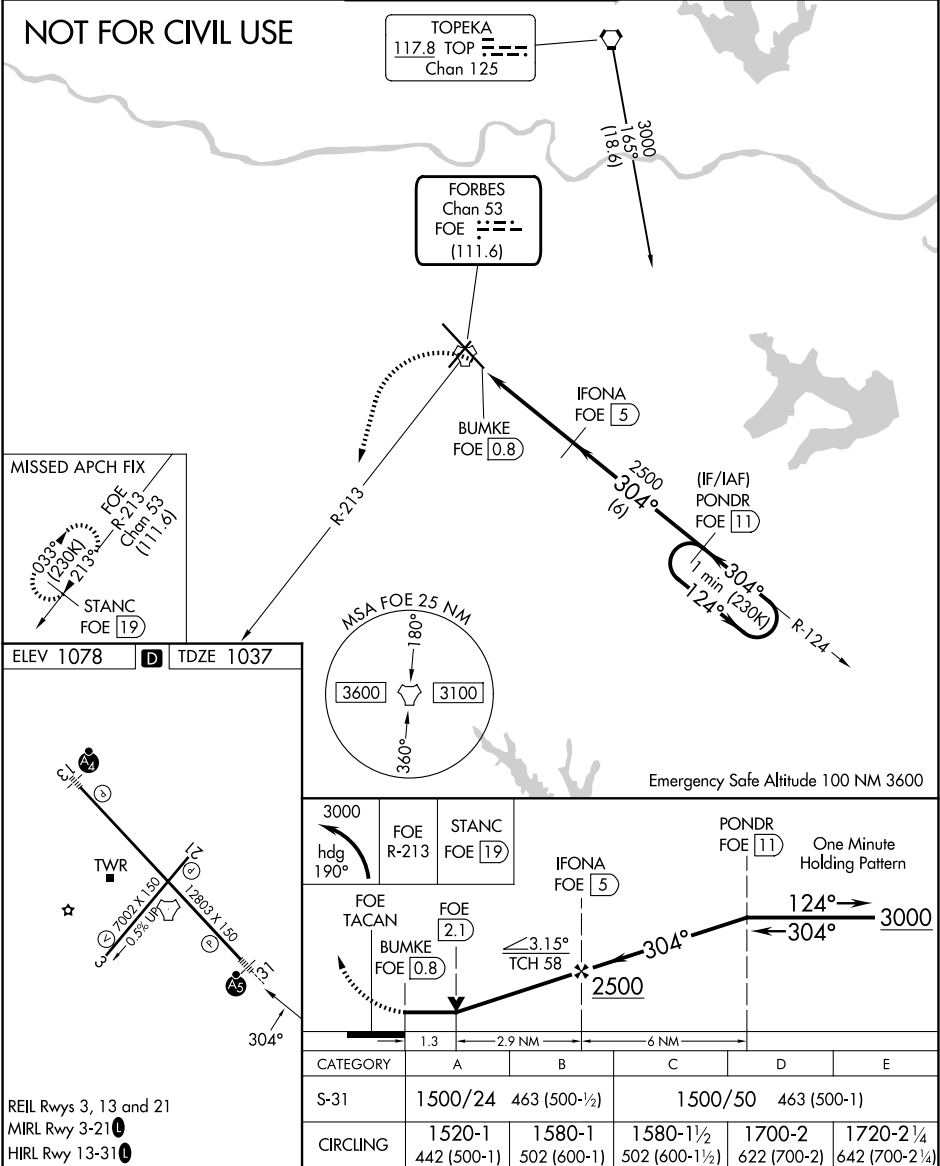 NOT FOR CIVIL USE
TOPEKA
117.8 TOP
Chan 125
3000
165°
(18.6)
FORBES
Chan 53
FOE
(111.6)
IFONA
FOE 5
BUMKE
FOE 0.8
2500
304°
(6)
(IF/IAF)
PONDR
FOE 11
304°
1 min (230K)
124°
R-124
R-213
MISSED APCH FIX
FOE
R-213
Chan 53
(111.6)
033°
(230K)
213°
STANC
FOE 19
MSA FOE 25 NM
180°
3600
3100
360°
Emergency Safe Altitude 100 NM 3600
ELEV 1078 D TDZE 1037
A4
13
P
TWR
21
P
7002 X 150
12803 X 150
0.5% UP
V
3
P
31
A5
304°
REIL Rwys 3, 13 and 21
MIRL Rwy 3-21 L
HIRL Rwy 13-31 L
3000
hdg
190°
FOE
R-213
STANC
FOE 19
FOE
TACAN
BUMKE
FOE 0.8
FOE
2.1
3.15°
TCH 58
IFONA
FOE 5
2500
304°
PONDR
FOE 11
One Minute
Holding Pattern
124°
304°
3000
1.3 2.9 NM 6 NM
CATEGORY A B C D E
S-31 1500/24 463 (500-½) 1500/50 463 (500-1)
CIRCLING 1520-1 1580-1 1580-1½ 1700-2 1720-2¼
442 (500-1) 502 (600-1) 502 (600-1½) 622 (700-2) 642 (700-2¼)